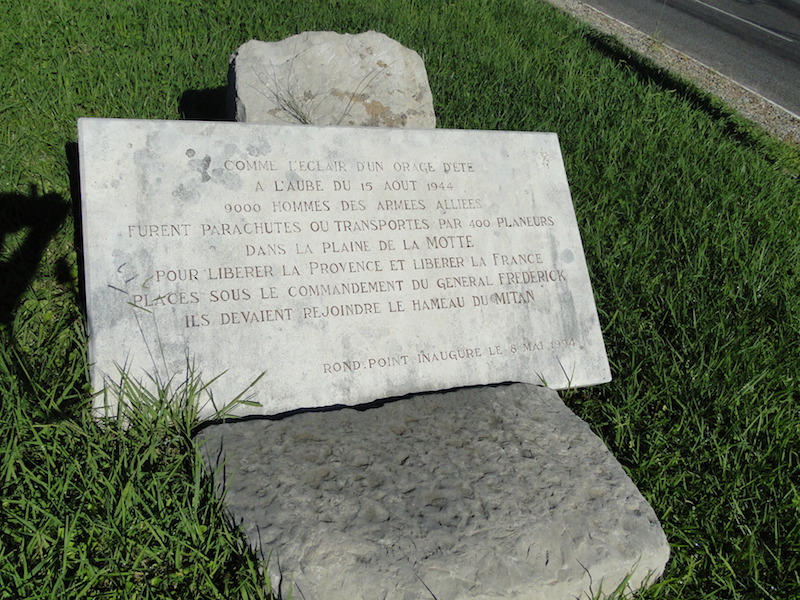 COMME L'ECLAIR D'UN ORAGE D'ETE
A L'AUBE DU 15 AOUT 1944
9000 HOMMES DES ARMEES ALLIEES
FURENT PARACHUTES OU TRANSPORTES PAR 400 PLANEURS
DANS LA PLAINE DE LA MOTTE
POUR LIBERER LA PROVENCE ET LIBERER LA FRANCE
PLACES SOUS LE COMMANDEMENT DU GENERAL FREDERICK
ILS DEVAIENT REJOINDRE LE HAMEAU DU MITAN
ROND.POINT INAUGURE LE 8 MAI 1994